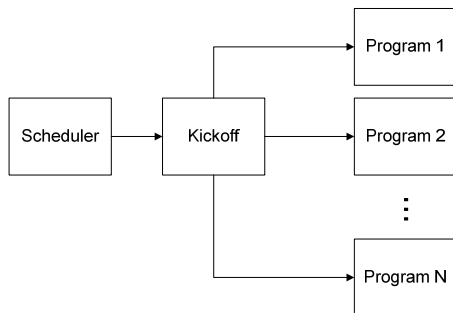 Program 1
Scheduler
Kickoff
Program 2
...
Program N